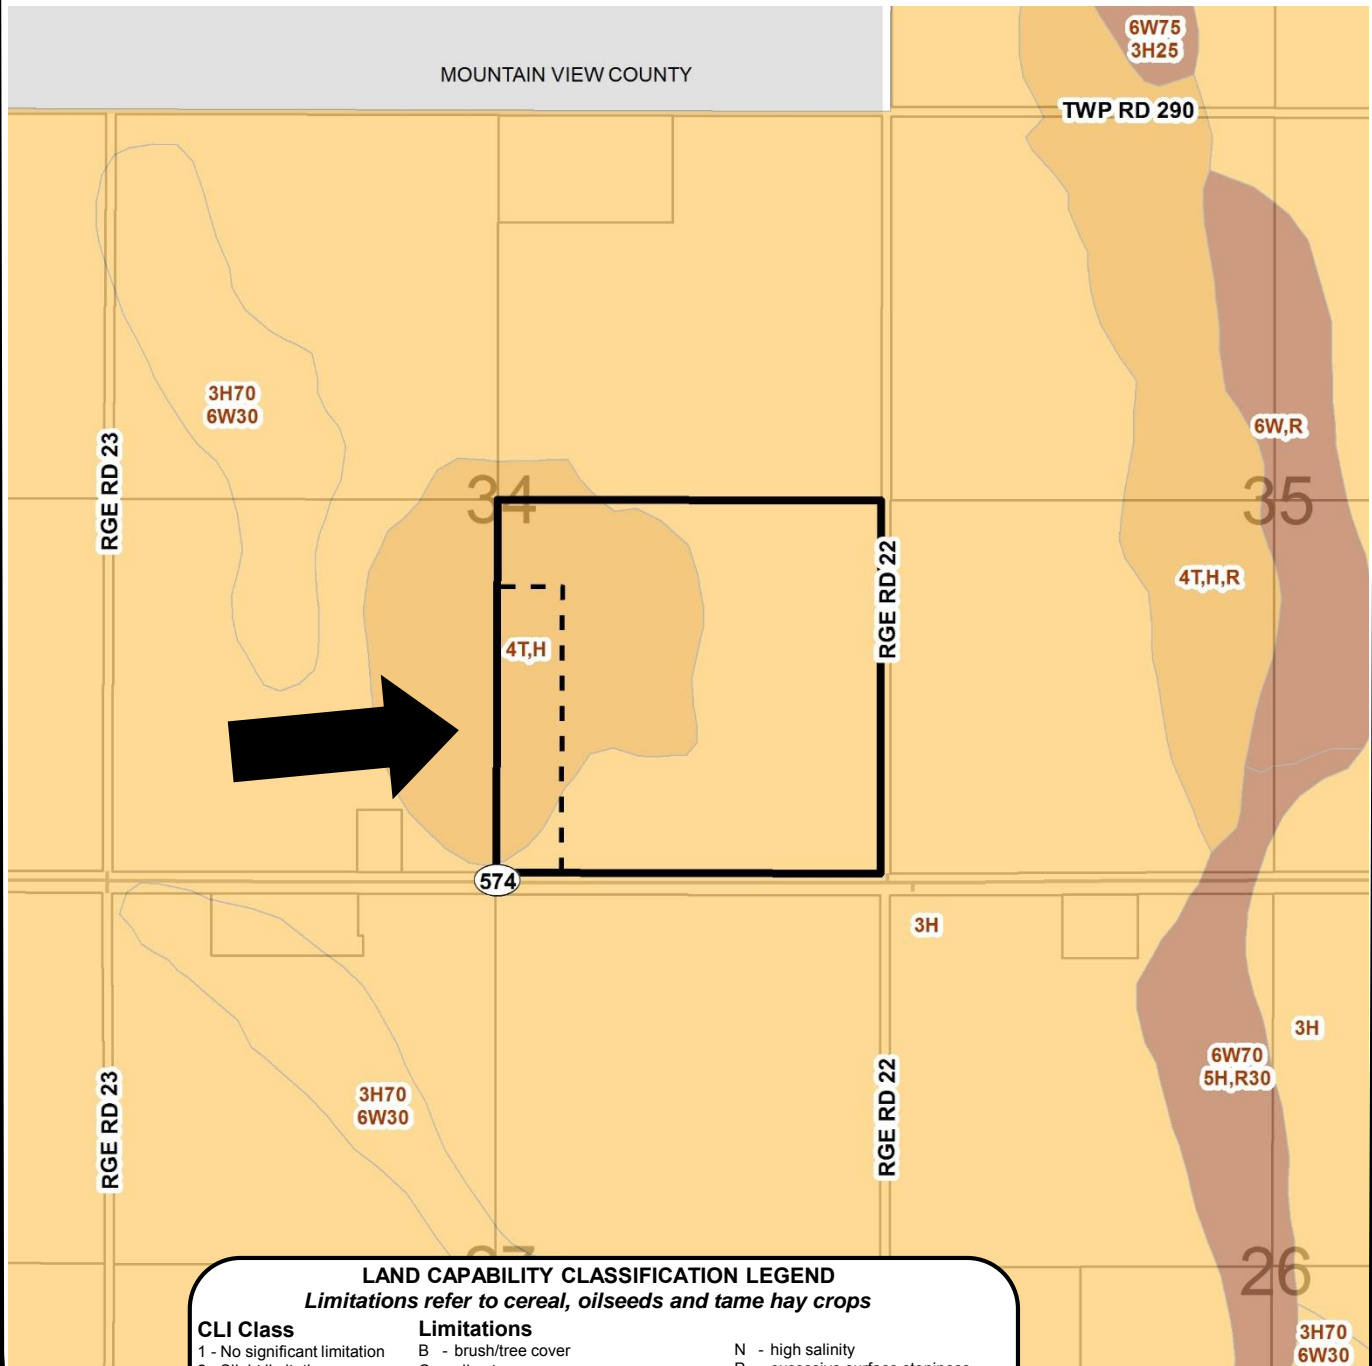 MOUNTAIN VIEW COUNTY
6W75
3H25
TWP RD 290
3H70
6W30
RGE RD 23
34
35
6W,R
RGE RD 22
4T,H,R
4T,H
574
3H
3H
6W70
5H,R30
RGE RD 23
3H70
6W30
RGE RD 22
26
3H70
6W30
LAND CAPABILITY CLASSIFICATION LEGEND
Limitations refer to cereal, oilseeds and tame hay crops
CLI Class
Limitations
1 - No significant limitation
B - brush/tree cover
N - high salinity